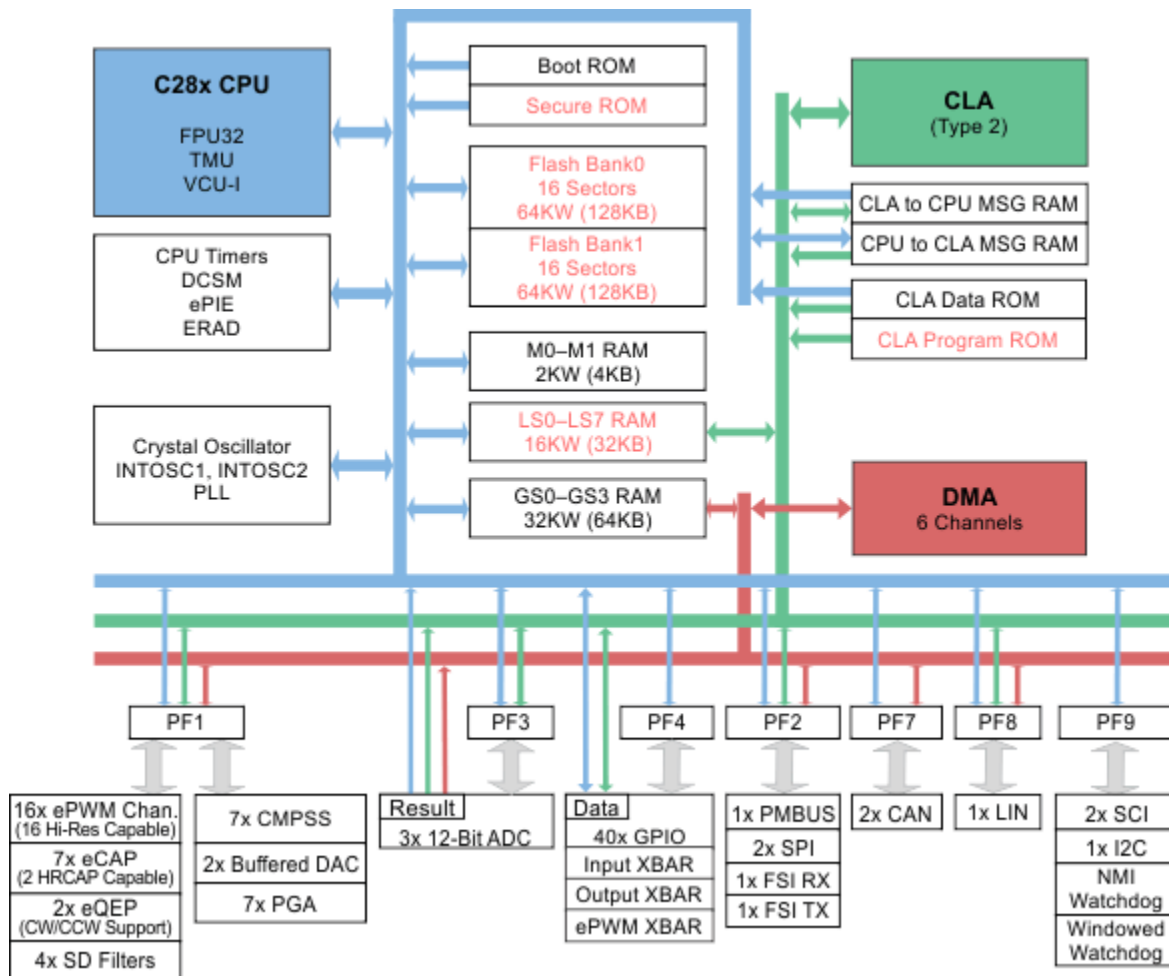 C28x CPU
FPU32
TMU
VCU-I
CPU Timers
DCSM
ePIE
ERAD
Crystal Oscillator
INTOSC1, INTOSC2
PLL
Boot ROM
Secure ROM
Flash Bank0
16 Sectors
64KW (128KB)
Flash Bank1
16 Sectors
64KW (128KB)
M0–M1 RAM
2KW (4KB)
LS0–LS7 RAM
16KW (32KB)
GS0–GS3 RAM
32KW (64KB)
CLA
(Type 2)
CLA to CPU MSG RAM
CPU to CLA MSG RAM
CLA Data ROM
CLA Program ROM
DMA
6 Channels
PF1
PF3
PF4
PF2
PF7
PF8
PF9
16x ePWM Chan.
(16 Hi-Res Capable)
7x eCAP
(2 HRCAP Capable)
2x eQEP
(CW/CCW Support)
4x SD Filters
7x CMPSS
2x Buffered DAC
7x PGA
Result
3x 12-Bit ADC
Data
40x GPIO
Input XBAR
Output XBAR
ePWM XBAR
1x PMBUS
2x SPI
1x FSI RX
1x FSI TX
2x CAN
1x LIN
2x SCI
1x I2C
NMI
Watchdog
Windowed
Watchdog